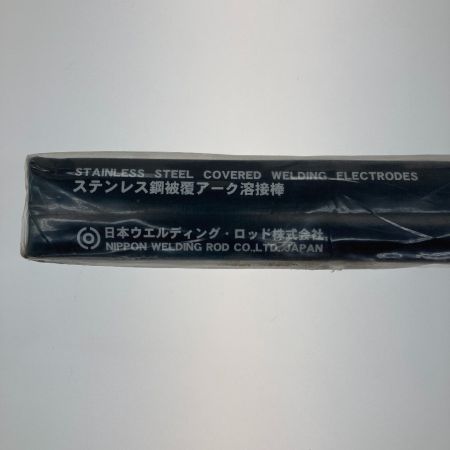 STAINLESS STEEL COVERED WELDING ELECTRODES
ステンレス鋼被覆アーク溶接棒
日本ウエルディング・ロッド株式会社
NIPPON WELDING ROD CO.,LTD. JAPAN